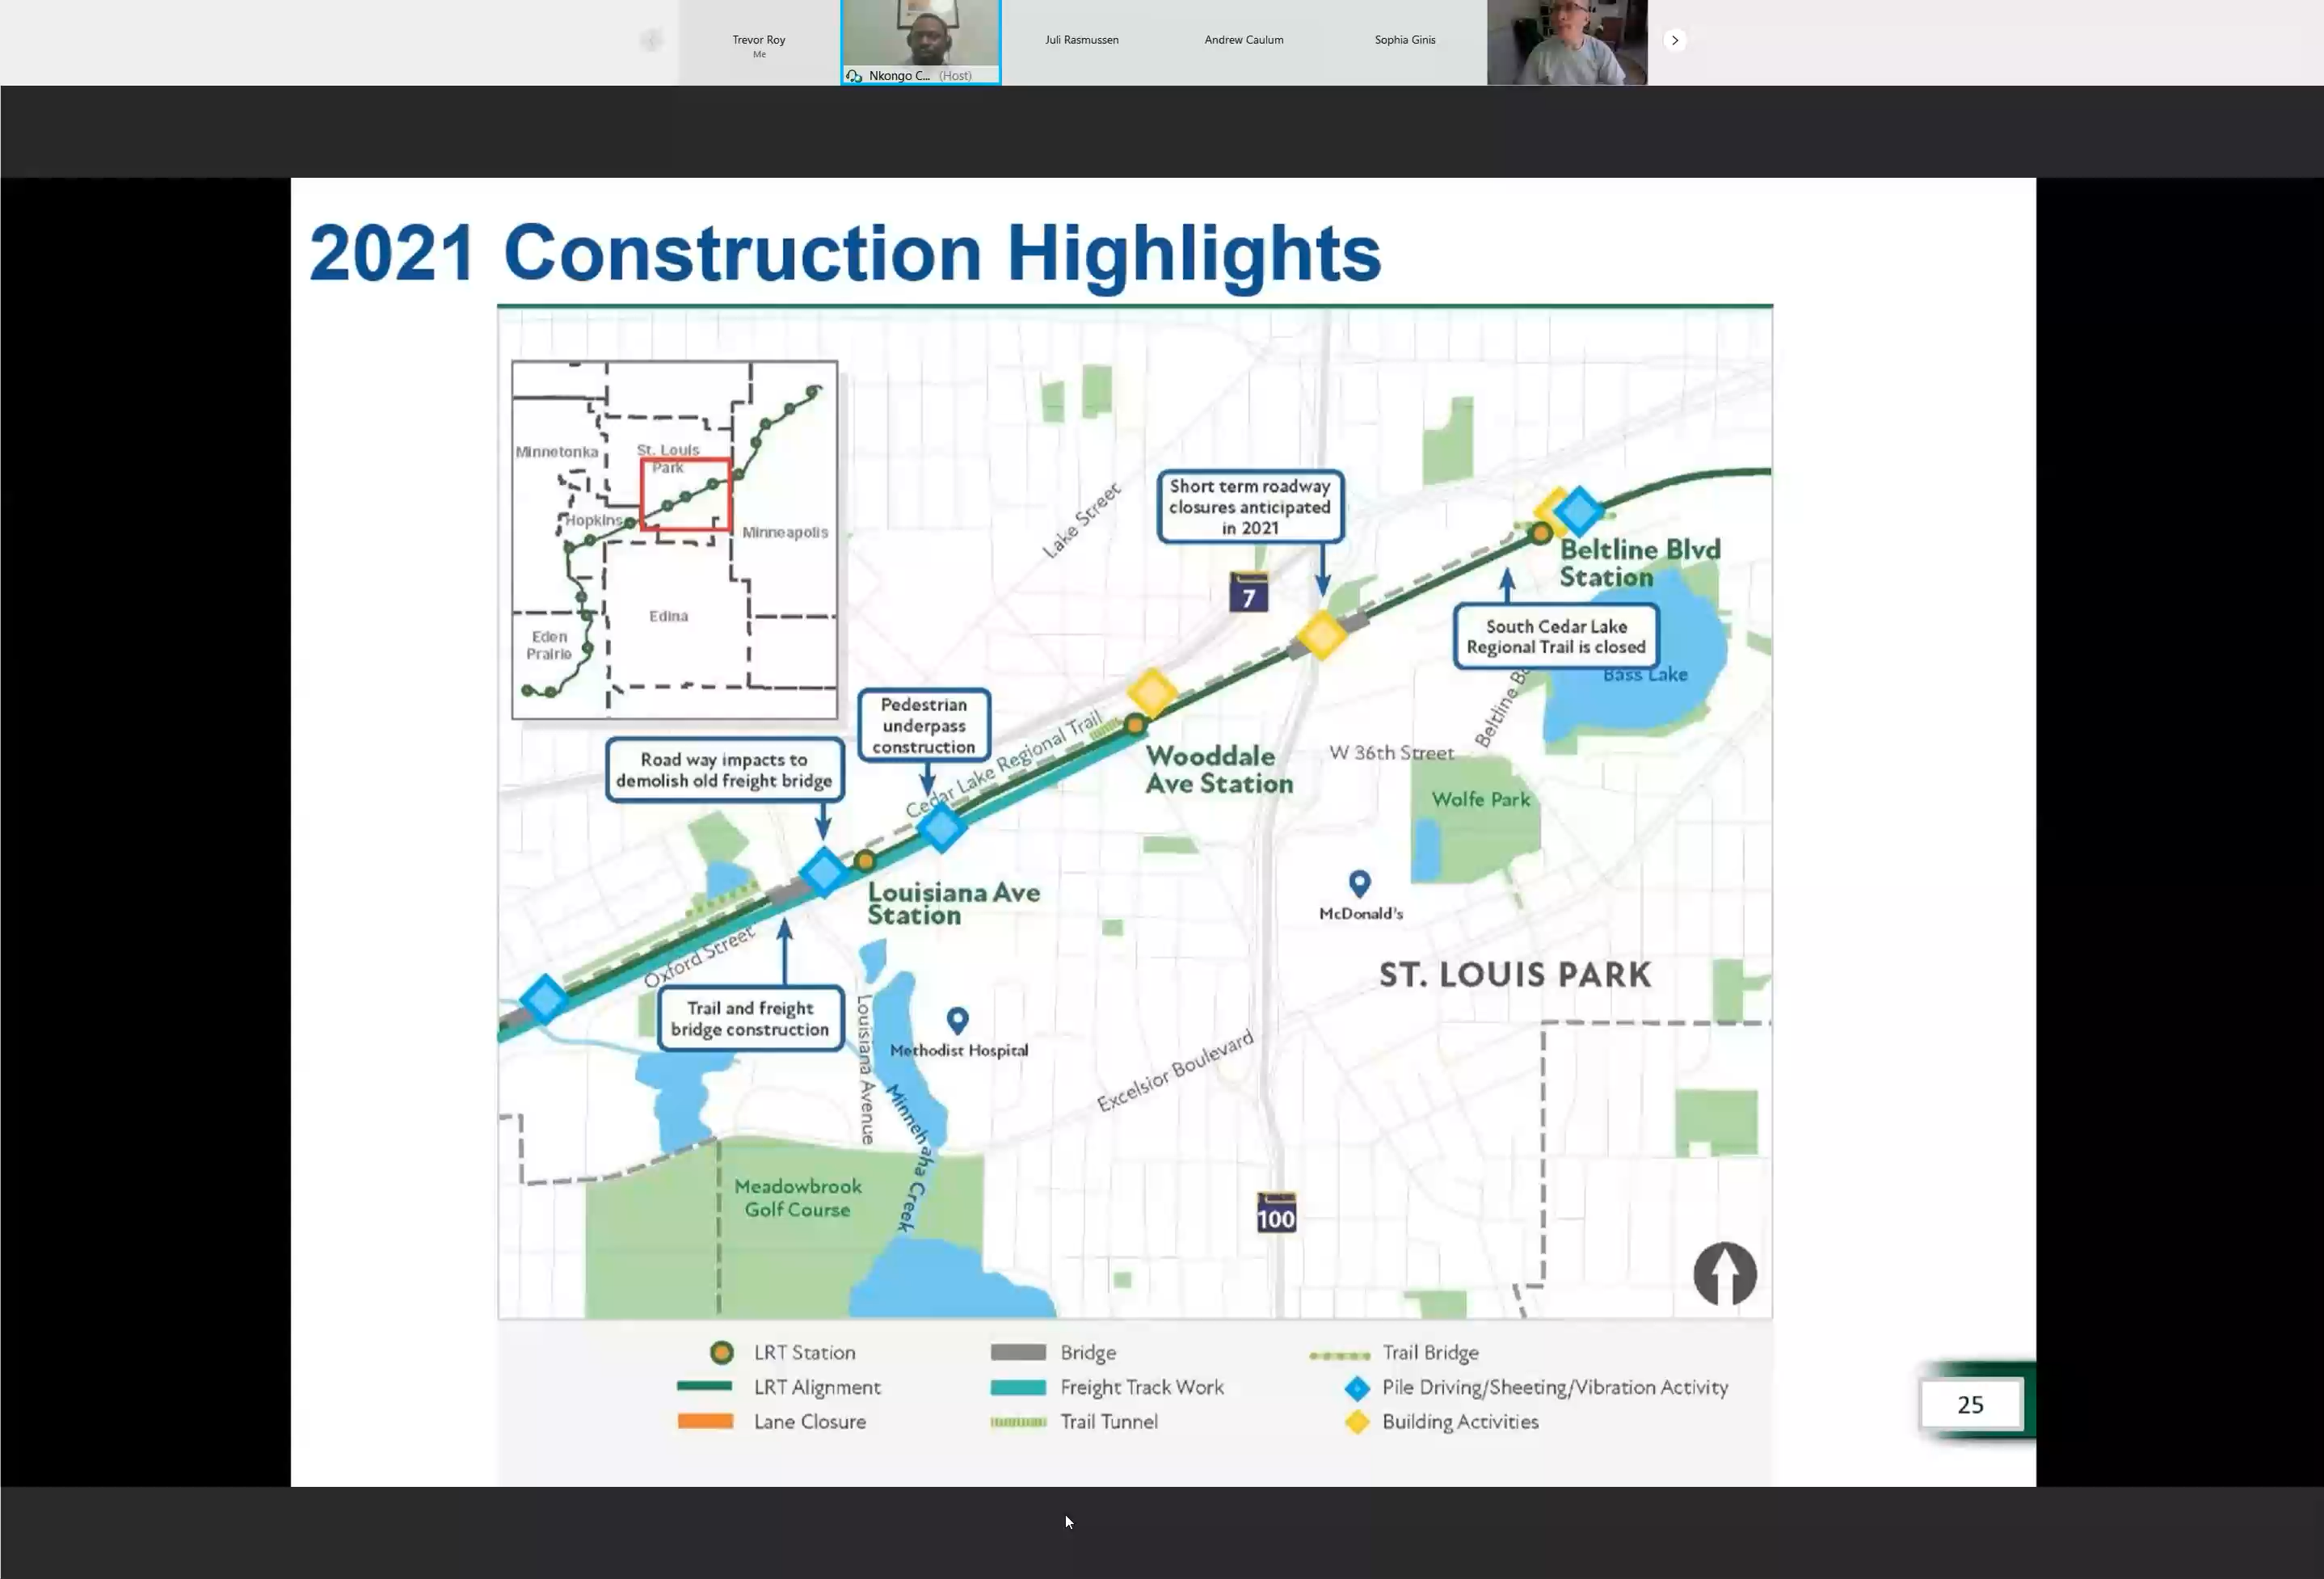 Trevor Roy
Me
Nkongo C... (Host)
Juli Rasmussen
Andrew Caulum
Sophia Ginis
2021 Construction Highlights
Minnetonka
St. Louis
Park
Hopkins
Minneapolis
Edina
Eden
Prairie
Lake Street
Short term roadway
closures anticipated
in 2021
7
Beltline Blvd
Station
South Cedar Lake
Regional Trail is closed
Bass Lake
Beltline
Pedestrian
underpass
construction
Cedar Lake Regional Trail
Road way impacts to
demolish old freight bridge
Wooddale
Ave Station
W 36th Street
Wolfe Park
Louisiana Ave
Station
McDonald's
Oxford Street
ST. LOUIS PARK
Trail and freight
bridge construction
Louisiana Avenue
Methodist Hospital
Excelsior Boulevard
Minnehaha Creek
Meadowbrook
Golf Course
100
LRT Station
Bridge
Trail Bridge
LRT Alignment
Freight Track Work
Pile Driving/Sheeting/Vibration Activity
Lane Closure
Trail Tunnel
Building Activities
25